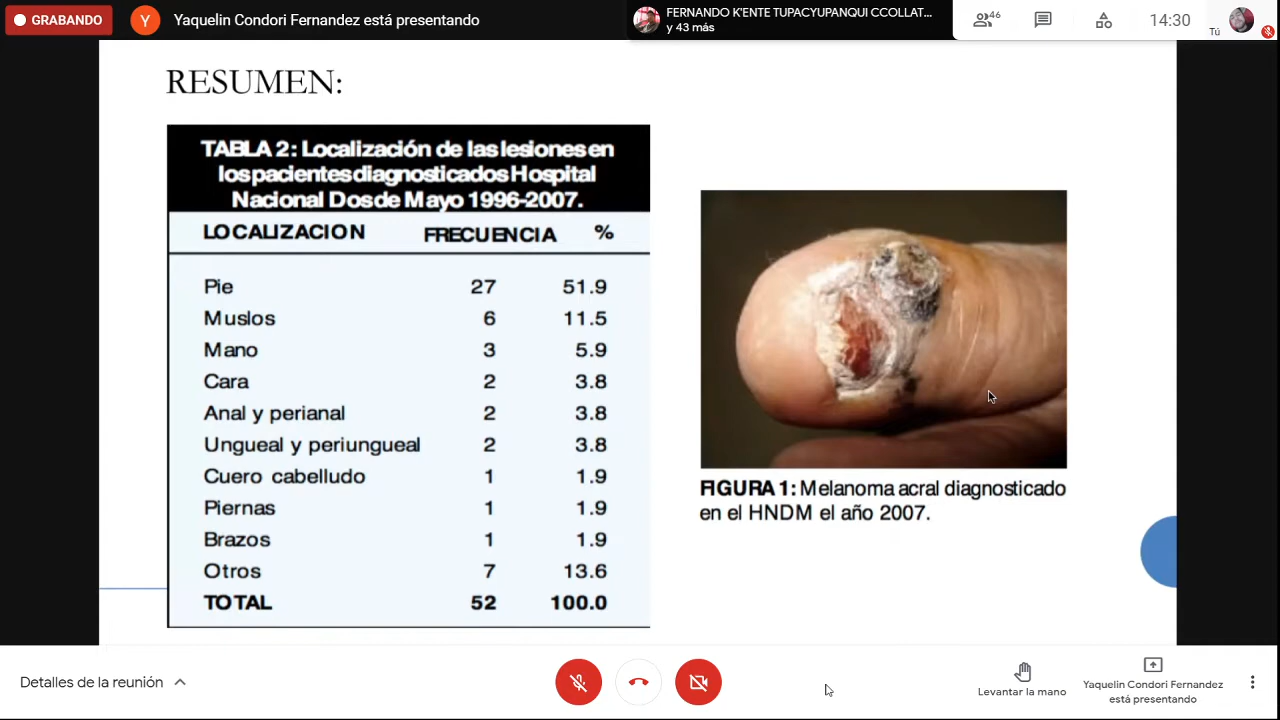 GRABANDO
Y
Yaquelin Condori Fernandez está presentando
FERNANDO K'ENTE TUPACYUPANQUI CCOLLAT...
y 43 más
46
14:30
Tú
RESUMEN:
TABLA 2: Localización de las lesiones en
los pacientes diagnosticados Hospital
Nacional Dos de Mayo 1996-2007.
LOCALIZACION FRECUENCIA %
Pie 27 51.9
Muslos 6 11.5
Mano 3 5.9
Cara 2 3.8
Anal y perianal 2 3.8
Ungueal y periungueal 2 3.8
Cuero cabelludo 1 1.9
Piernas 1 1.9
Brazos 1 1.9
Otros 7 13.6
TOTAL 52 100.0
FIGURA 1: Melanoma acral diagnosticado
en el HNDM el año 2007.
Detalles de la reunión
Levantar la mano
Yaquelin Condori Fernandez
está presentando